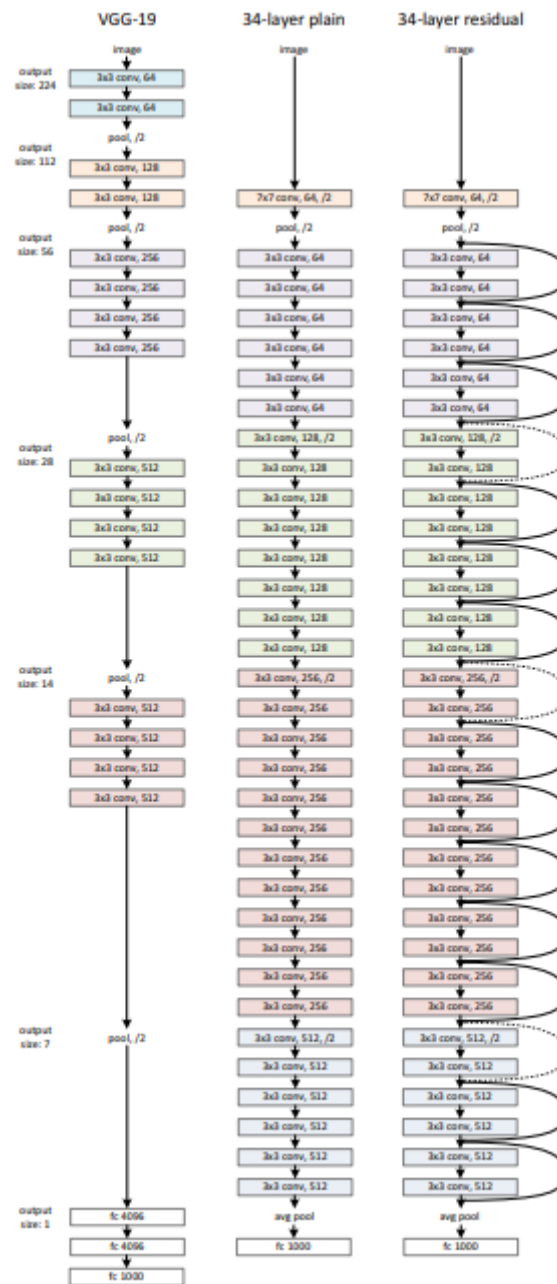 VGG-19
image
output
size: 224
3x3 conv, 64
3x3 conv, 64
pool, /2
output
size: 112
3x3 conv, 128
3x3 conv, 128
pool, /2
output
size: 56
3x3 conv, 256
3x3 conv, 256
3x3 conv, 256
3x3 conv, 256
pool, /2
output
size: 28
3x3 conv, 512
3x3 conv, 512
3x3 conv, 512
3x3 conv, 512
pool, /2
output
size: 14
3x3 conv, 512
3x3 conv, 512
3x3 conv, 512
3x3 conv, 512
output
size: 7
pool, /2
output
size: 1
fc 4096
fc 4096
fc 1000
34-layer plain
image
7x7 conv, 64, /2
pool, /2
3x3 conv, 64
3x3 conv, 64
3x3 conv, 64
3x3 conv, 64
3x3 conv, 64
3x3 conv, 64
3x3 conv, 128, /2
3x3 conv, 128
3x3 conv, 128
3x3 conv, 128
3x3 conv, 128
3x3 conv, 128
3x3 conv, 128
3x3 conv, 128
3x3 conv, 256, /2
3x3 conv, 256
3x3 conv, 256
3x3 conv, 256
3x3 conv, 256
3x3 conv, 256
3x3 conv, 256
3x3 conv, 256
3x3 conv, 256
3x3 conv, 256
3x3 conv, 256
3x3 conv, 256
3x3 conv, 512, /2
3x3 conv, 512
3x3 conv, 512
3x3 conv, 512
3x3 conv, 512
3x3 conv, 512
avg pool
fc 1000
34-layer residual
image
7x7 conv, 64, /2
pool, /2
3x3 conv, 64
3x3 conv, 64
3x3 conv, 64
3x3 conv, 64
3x3 conv, 64
3x3 conv, 64
3x3 conv, 128, /2
3x3 conv, 128
3x3 conv, 128
3x3 conv, 128
3x3 conv, 128
3x3 conv, 128
3x3 conv, 128
3x3 conv, 128
3x3 conv, 256, /2
3x3 conv, 256
3x3 conv, 256
3x3 conv, 256
3x3 conv, 256
3x3 conv, 256
3x3 conv, 256
3x3 conv, 256
3x3 conv, 256
3x3 conv, 256
3x3 conv, 256
3x3 conv, 256
3x3 conv, 512, /2
3x3 conv, 512
3x3 conv, 512
3x3 conv, 512
3x3 conv, 512
3x3 conv, 512
avg pool
fc 1000